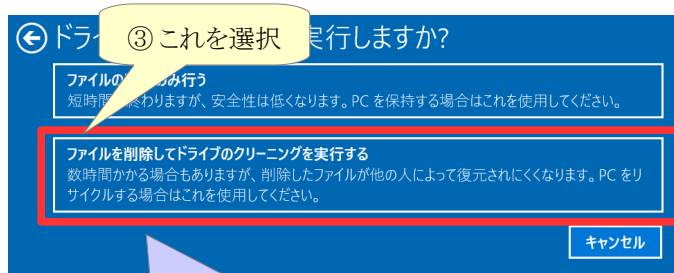 ドラ
③これを選択
実行しますか?
ファイルの
み行う
短時間
終わりますが、安全性は低くなります。PC を保持する場合はこれを使用してください。
ファイルを削除してドライブのクリーニングを実行する
数時間かかる場合もありますが、削除したファイルが他の人によって復元されにくくなります。PC をリ
サイクルする場合はこれを使用してください。
キャンセル